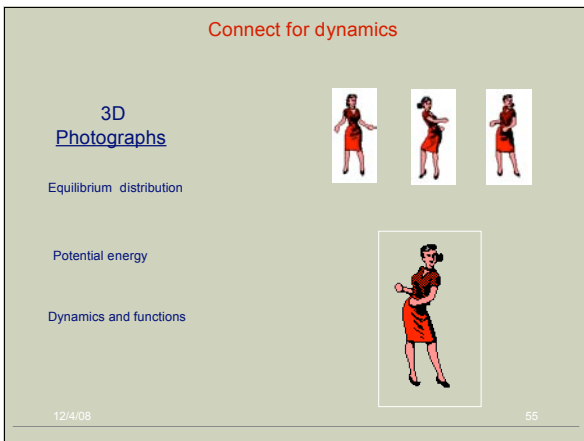 Connect for dynamics
3D
Photographs
Equilibrium distribution
Potential energy
Dynamics and functions
12/4/08
55